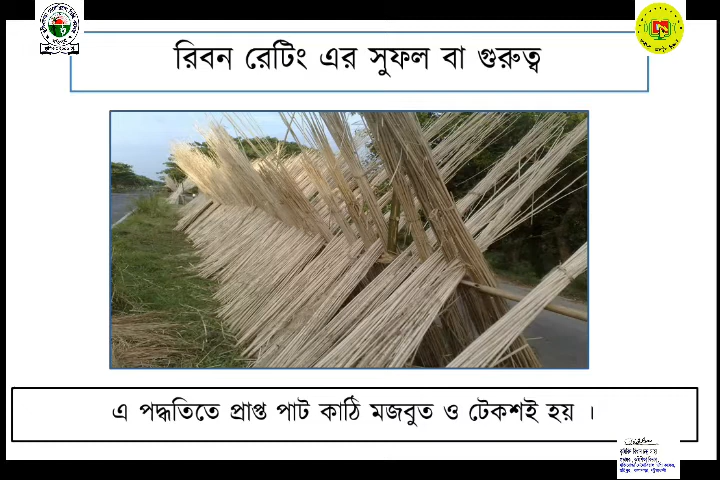 রিবন রেটিং এর সুফল বা গুরুত্ব
এ পদ্ধতিতে প্রাপ্ত পাট কাঠি মজবুত ও টেকশই হয় ।